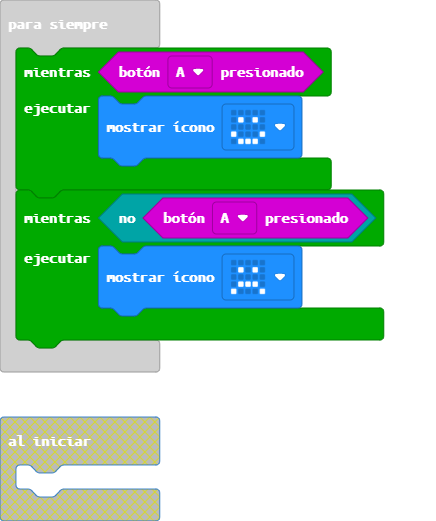 para siempre
mientras botón A presionado
ejecutar
mostrar ícono
mientras no botón A presionado
ejecutar
mostrar ícono
al iniciar